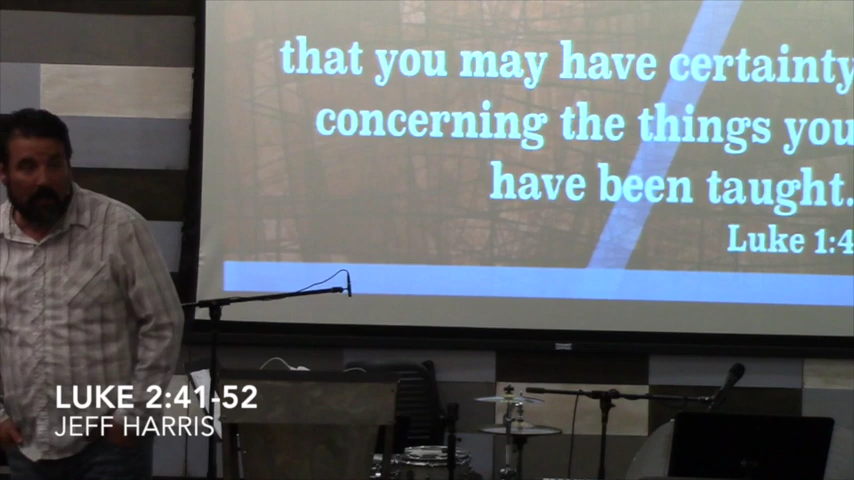 that you may have certainty
concerning the things you
have been taught.
Luke 1:4
LUKE 2:41-52
JEFF HARRIS